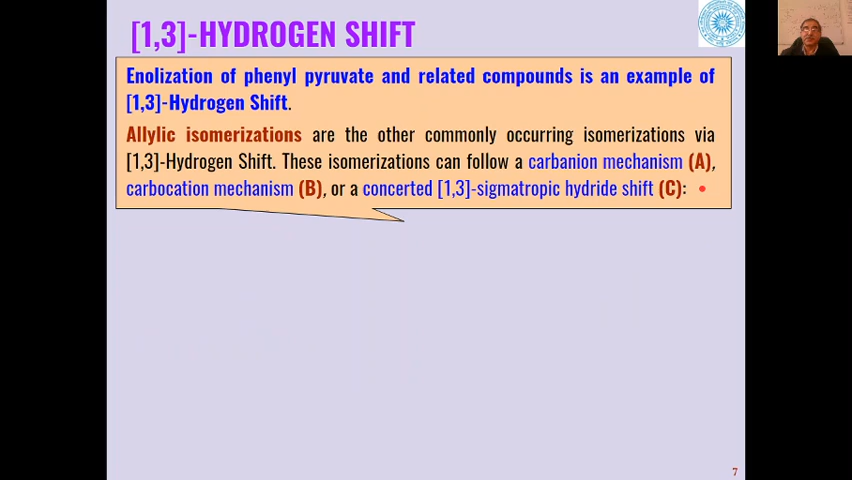 [1,3]-HYDROGEN SHIFT
Enolization of phenyl pyruvate and related compounds is an example of
[1,3]-Hydrogen Shift.
Allylic isomerizations are the other commonly occurring isomerizations via
[1,3]-Hydrogen Shift. These isomerizations can follow a carbanion mechanism (A),
carbocation mechanism (B), or a concerted [1,3]-sigmatropic hydride shift (C):
7